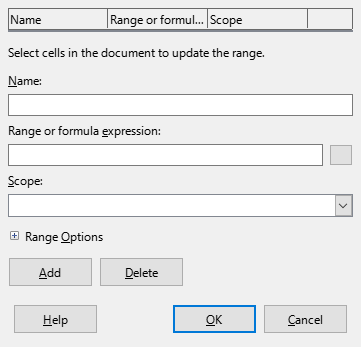 Name Range or formul... Scope
Select cells in the document to update the range.
Name:
Range or formula expression:
Scope:
Range Options
Add Delete
Help OK Cancel